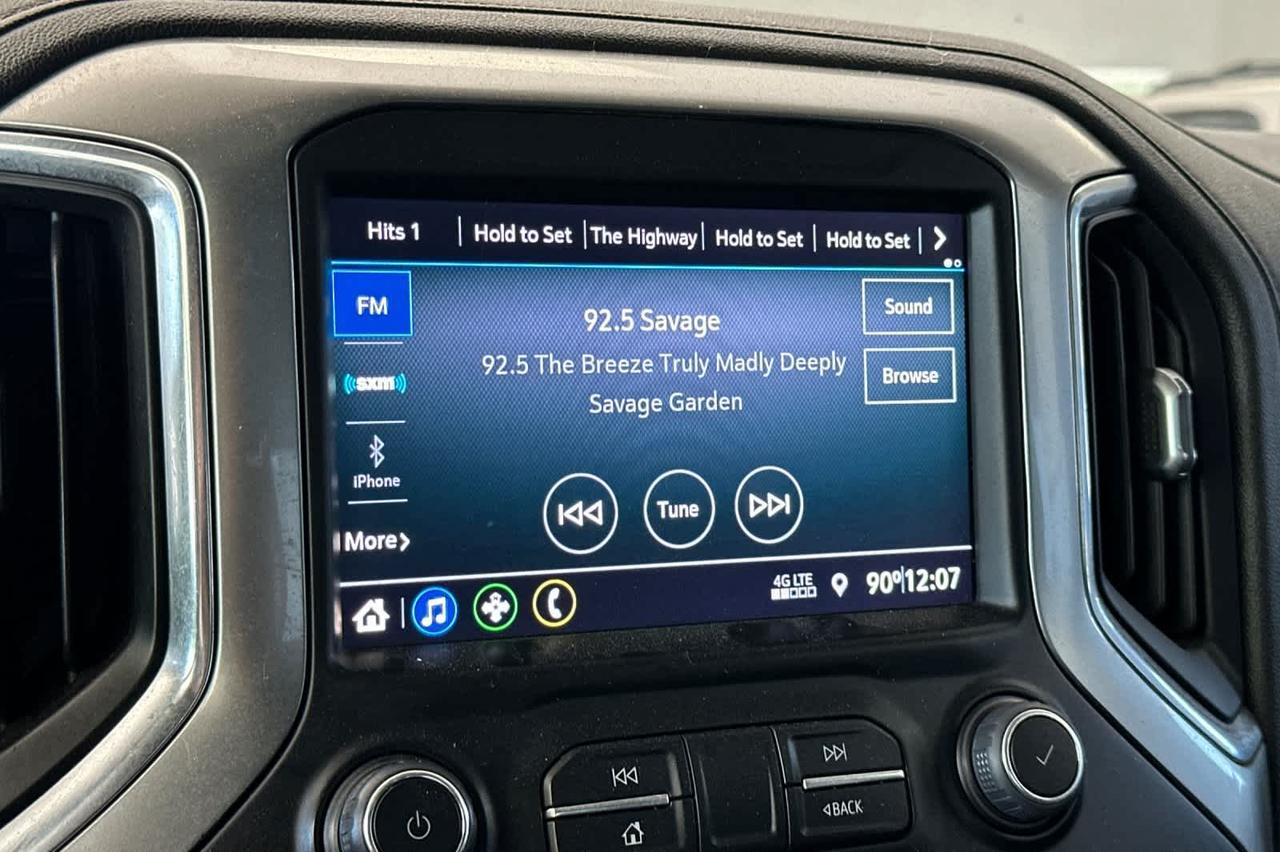 Hits 1 | Hold to Set | The Highway | Hold to Set | Hold to Set
FM
92.5 Savage
Sound
92.5 The Breeze Truly Madly Deeply
Browse
((sxm))
Savage Garden
iPhone
Tune
More
4G LTE
90° 12:07
BACK